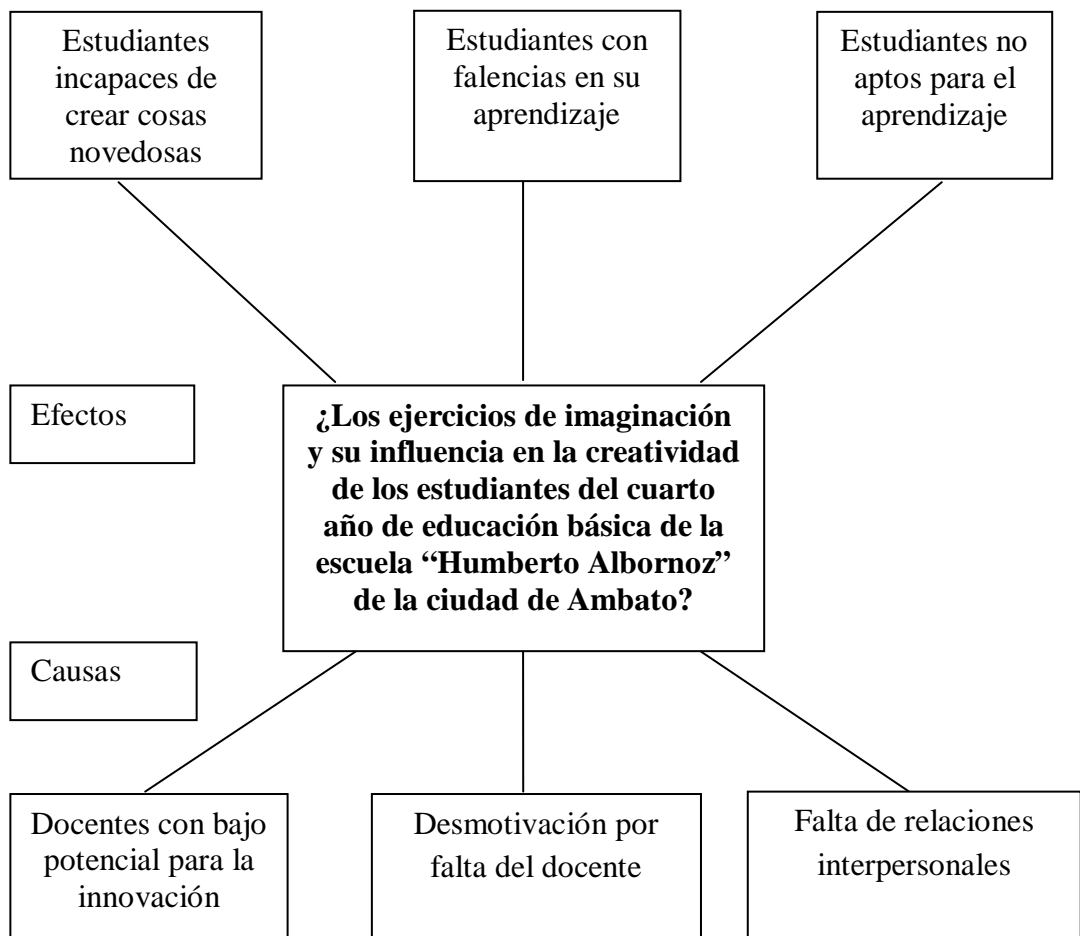 Estudiantes
incapaces de
crear cosas
novedosas
Estudiantes con
falencias en su
aprendizaje
Estudiantes no
aptos para el
aprendizaje
Efectos
¿Los ejercicios de imaginación
y su influencia en la creatividad
de los estudiantes del cuarto
año de educación básica de la
escuela “Humberto Albornoz”
de la ciudad de Ambato?
Causas
Docentes con bajo
potencial para la
innovación
Desmotivación por
falta del docente
Falta de relaciones
interpersonales